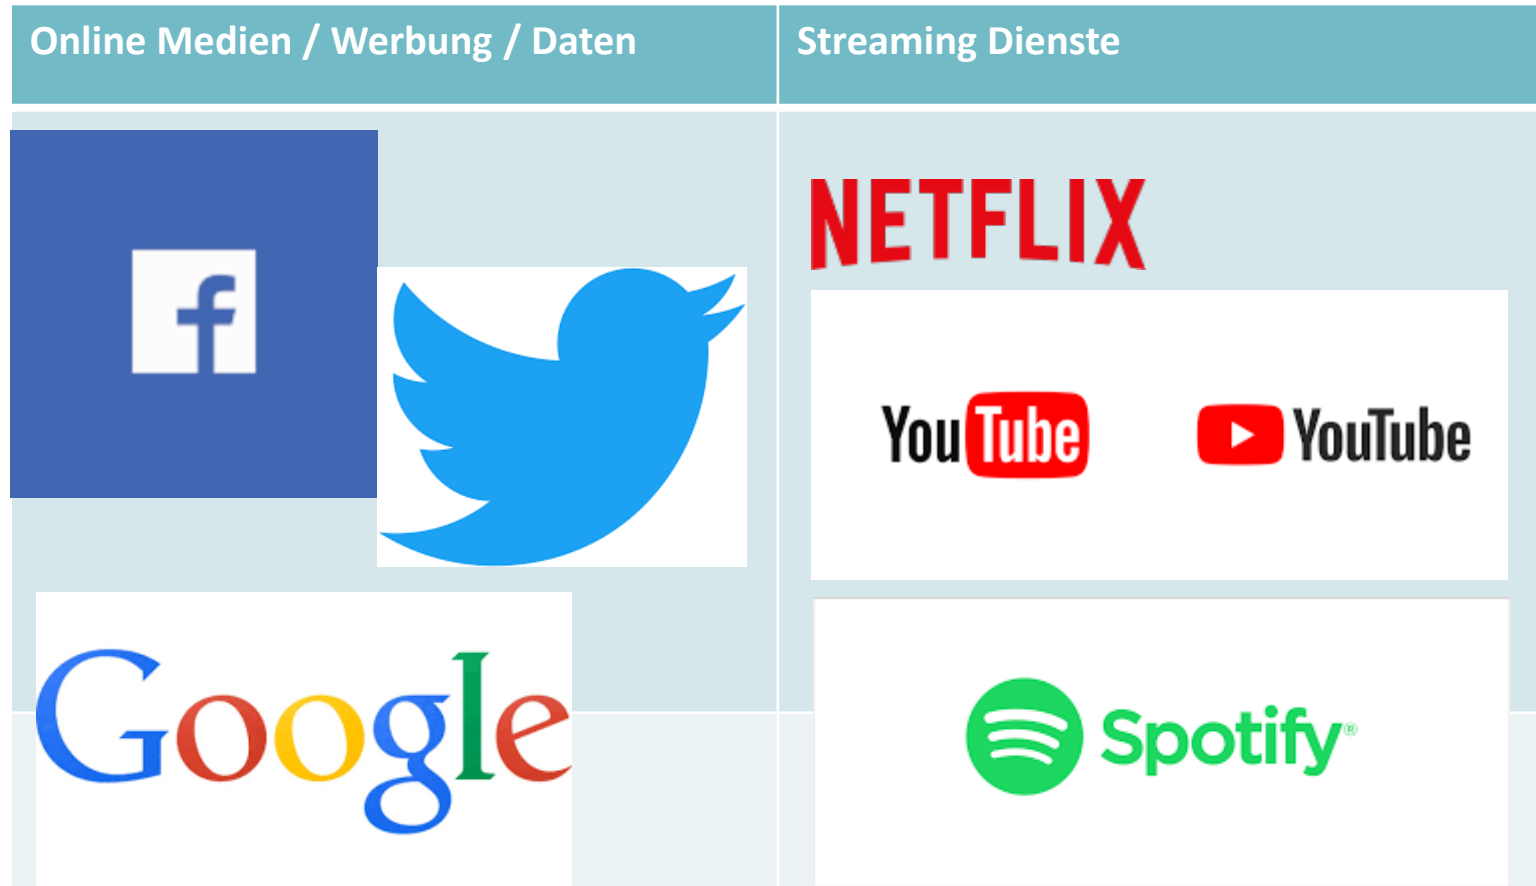 Online Medien / Werbung / Daten
Streaming Dienste
f
Google
NETFLIX
YouTube
YouTube
Spotify®